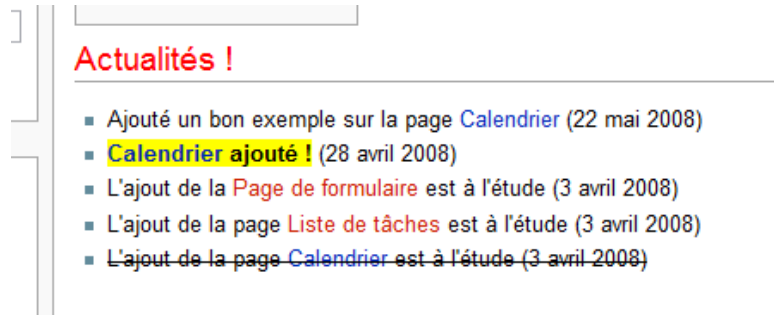 Actualités !
Ajouté un bon exemple sur la page Calendrier (22 mai 2008)
Calendrier ajouté ! (28 avril 2008)
L'ajout de la Page de formulaire est à l'étude (3 avril 2008)
L'ajout de la page Liste de tâches est à l'étude (3 avril 2008)
L'ajout de la page Calendrier est à l'étude (3 avril 2008)